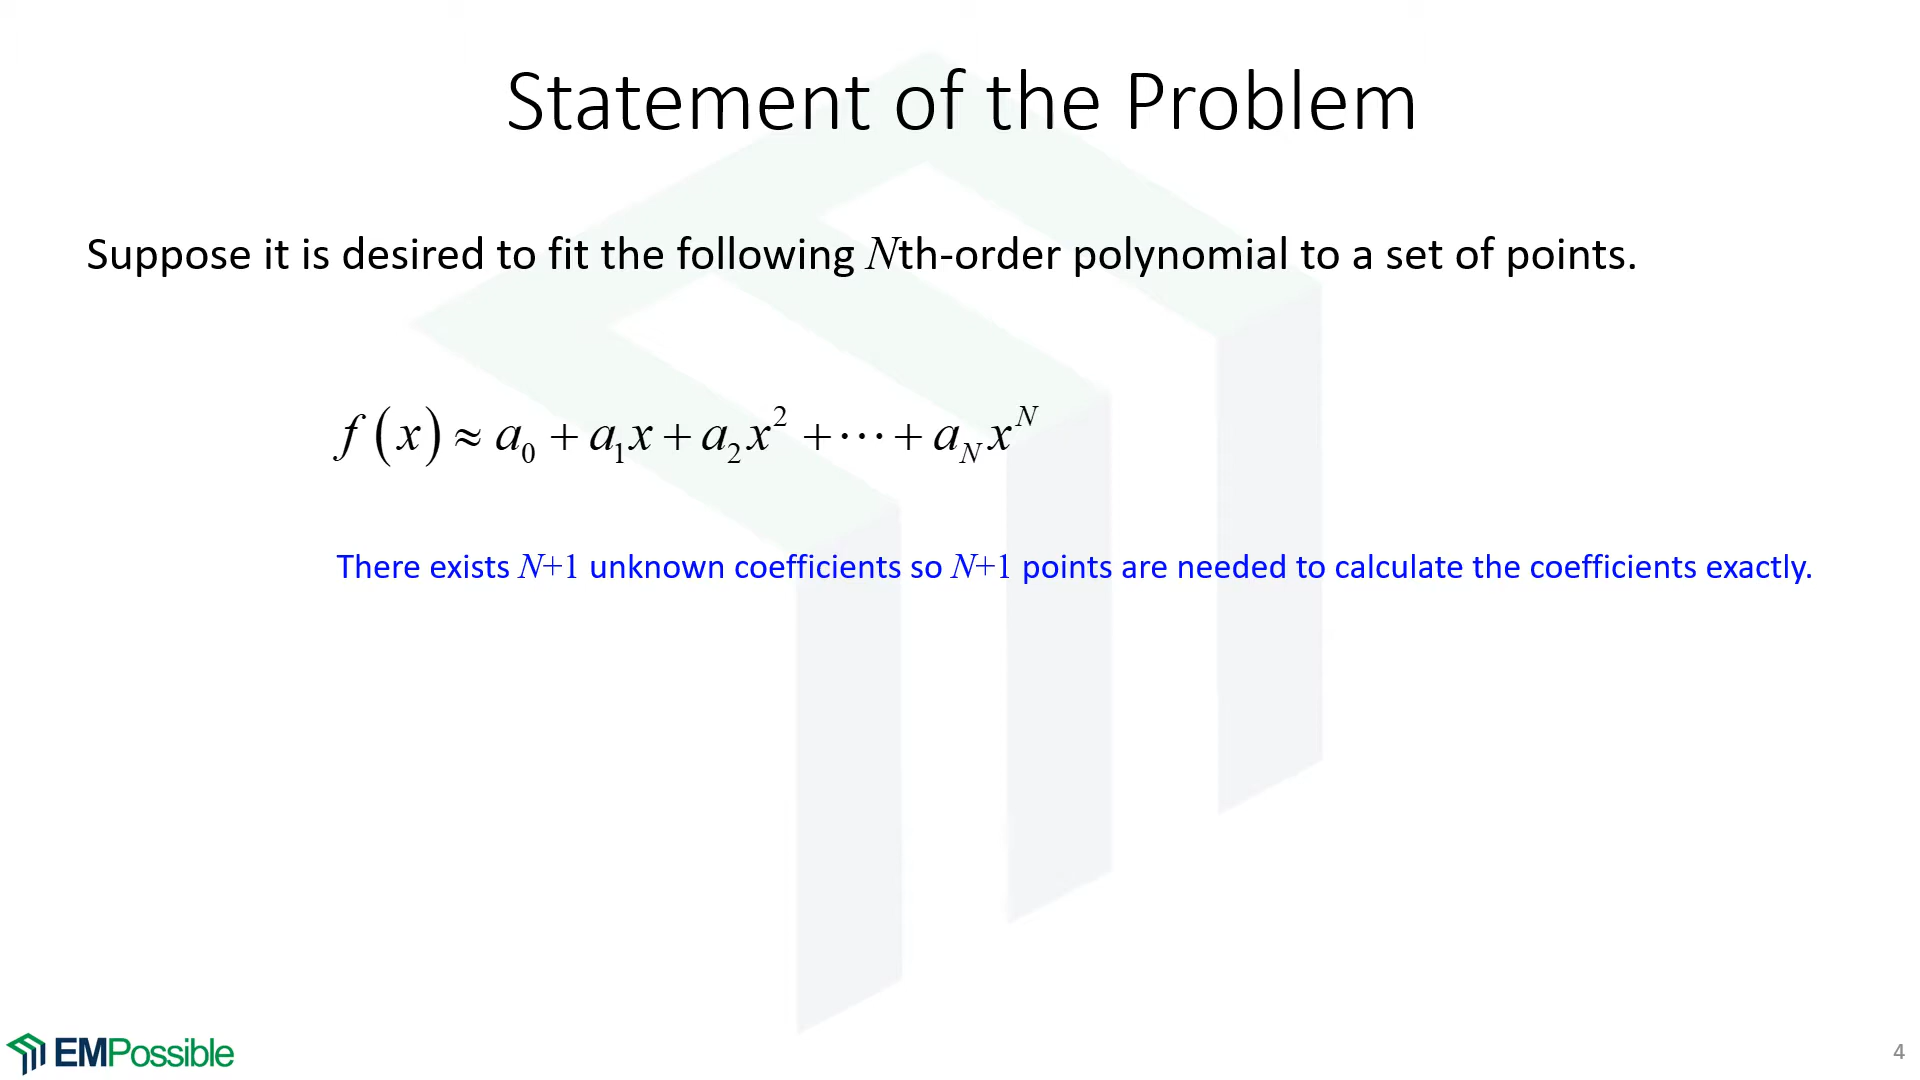 Statement of the Problem
Suppose it is desired to fit the following Nth-order polynomial to a set of points.
f(x) ≈ a₀ + a₁x + a₂x² + ⋯ + a_N x^N
There exists N+1 unknown coefficients so N+1 points are needed to calculate the coefficients exactly.
EMPossible
4